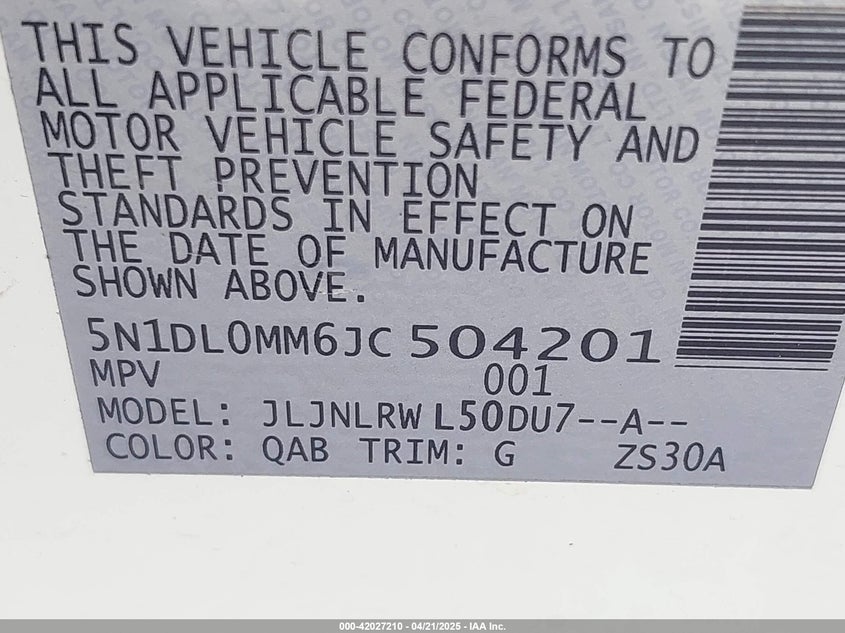 THIS VEHICLE CONFORMS TO
ALL APPLICABLE FEDERAL
MOTOR VEHICLE SAFETY AND
THEFT PREVENTION
STANDARDS IN EFFECT ON
THE DATE OF MANUFACTURE
SHOWN ABOVE.
5N1DL0MM6JC 504201
MPV 001
MODEL: JLJNLRW L50DU7--A--
COLOR: QAB TRIM: G ZS30A
000-42027210 - 04/21/2025 - IAA Inc.